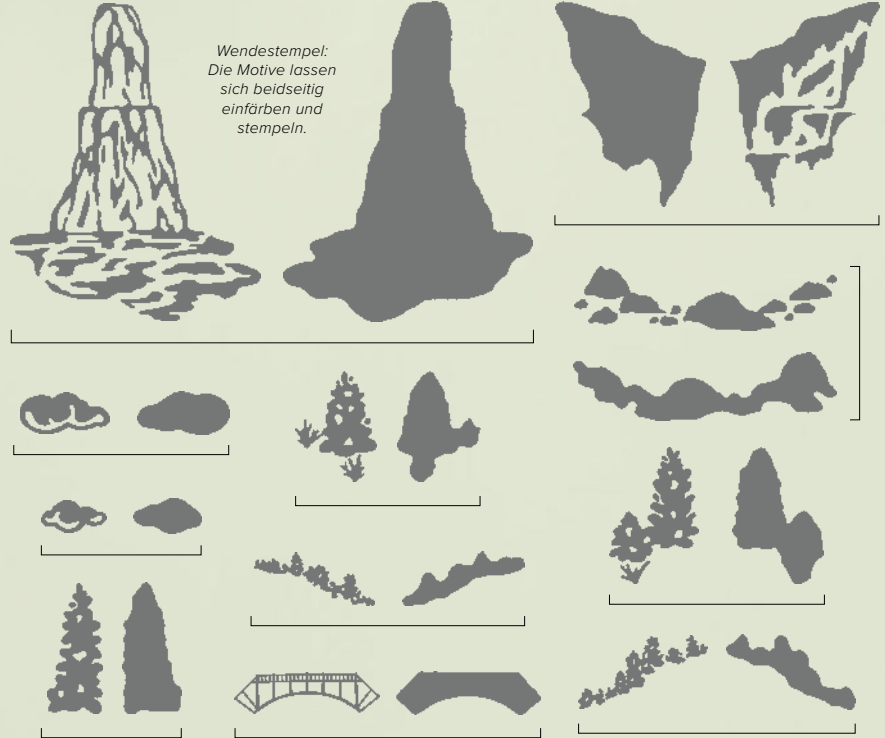 Wendestempel:
Die Motive lassen
sich beidseitig
einfärben und
stempeln.